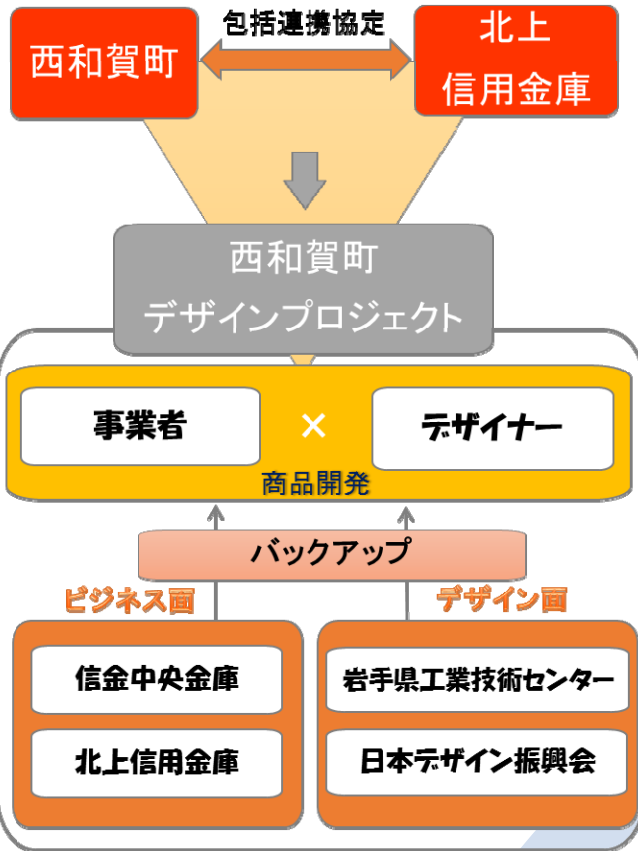 包括連携協定
西和賀町
北上
信用金庫
西和賀町
デザインプロジェクト
事業者
×
デザイナー
商品開発
バックアップ
ビジネス面
デザイン面
信金中央金庫
北上信用金庫
岩手県工業技術センター
日本デザイン振興会